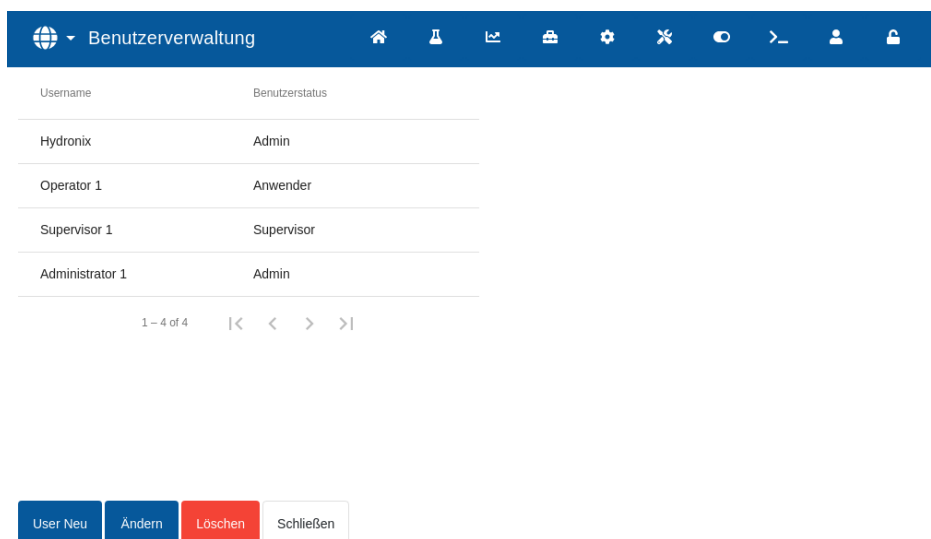 Benutzerverwaltung
Username Benutzerstatus
Hydronix Admin
Operator 1 Anwender
Supervisor 1 Supervisor
Administrator 1 Admin
1 – 4 of 4
User Neu Ändern Löschen Schließen